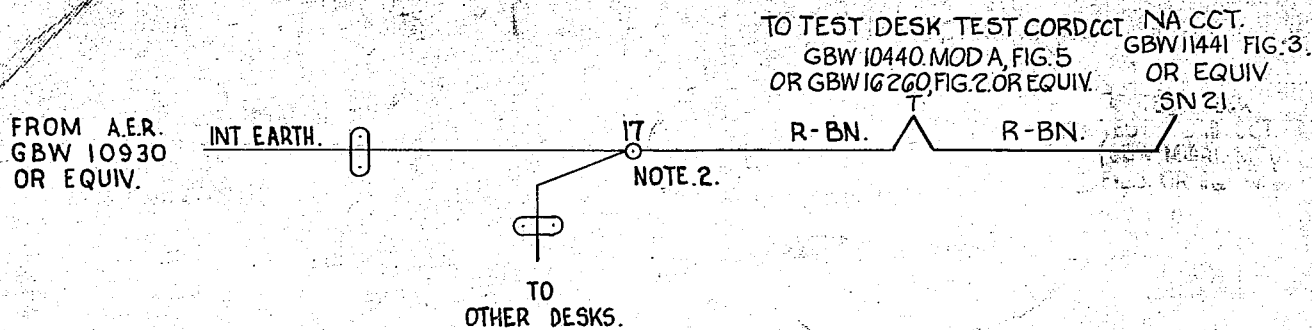 TO TEST DESK TEST CORD CCT
GBW 10440. MOD A, FIG. 5
OR GBW 16260, FIG. 2. OR EQUIV.
T
NA CCT.
GBW 11441 FIG. 3.
OR EQUIV
SN 21.
FROM A.E.R.
GBW 10930
OR EQUIV.
INT EARTH.
17
NOTE. 2.
R-BN.
R-BN.
TO
OTHER DESKS.